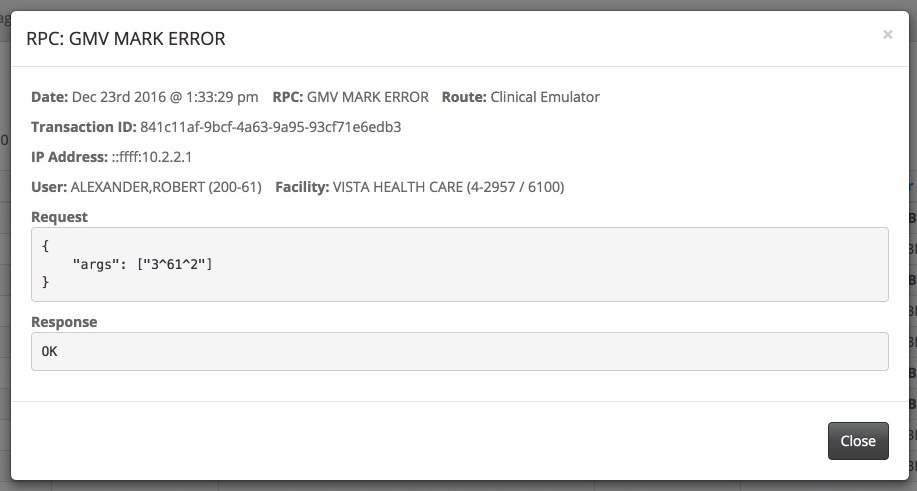 RPC: GMV MARK ERROR
×
Date: Dec 23rd 2016 @ 1:33:29 pm RPC: GMV MARK ERROR Route: Clinical Emulator
Transaction ID: 841c11af-9bcf-4a63-9a95-93cf71e6edb3
IP Address: ::ffff:10.2.2.1
User: ALEXANDER,ROBERT (200-61) Facility: VISTA HEALTH CARE (4-2957 / 6100)
Request
{
"args": ["3^61^2"]
}
Response
OK
Close